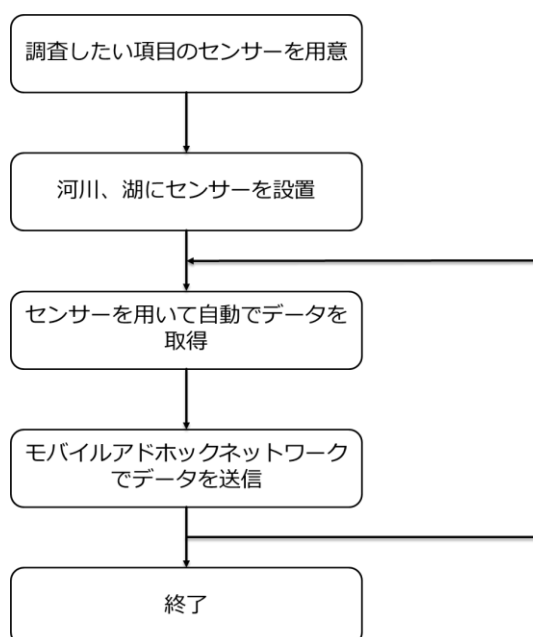 調査したい項目のセンサーを用意
河川、湖にセンサーを設置
センサーを用いて自動でデータを
取得
モバイルアドホックネットワーク
でデータを送信
終了